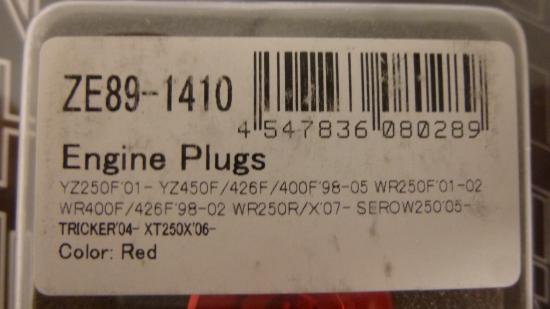 ZE89-1410
4 547836 080289
Engine Plugs
YZ250F'01- YZ450F/426F/400F'98-05 WR250F'01-02
WR400F/426F'98-02 WR250R/X'07- SEROW250'05-
TRICKER'04- XT250X'06-
Color: Red